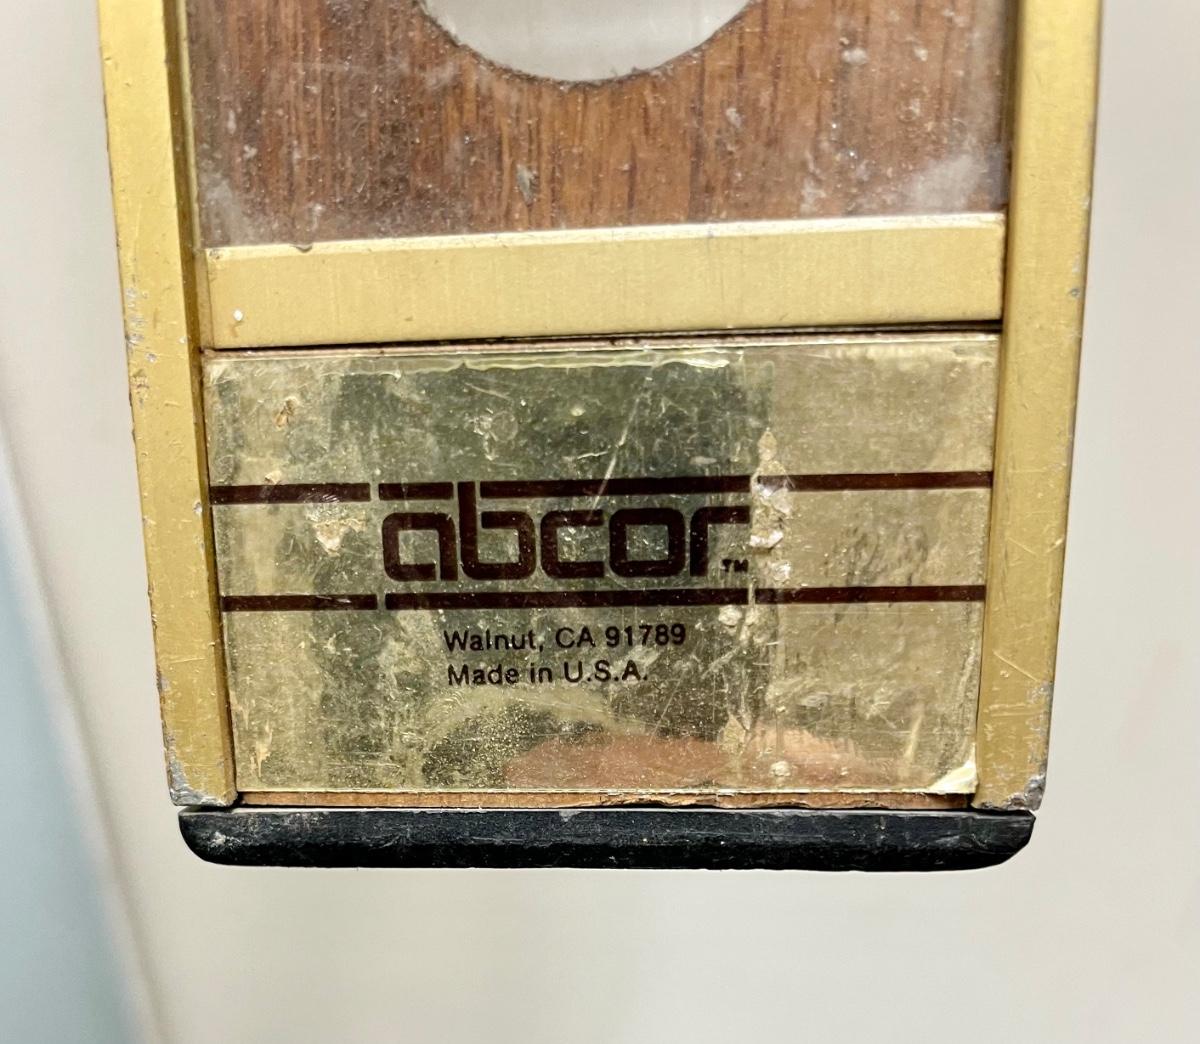 abcor™
Walnut, CA 91789
Made in U.S.A.